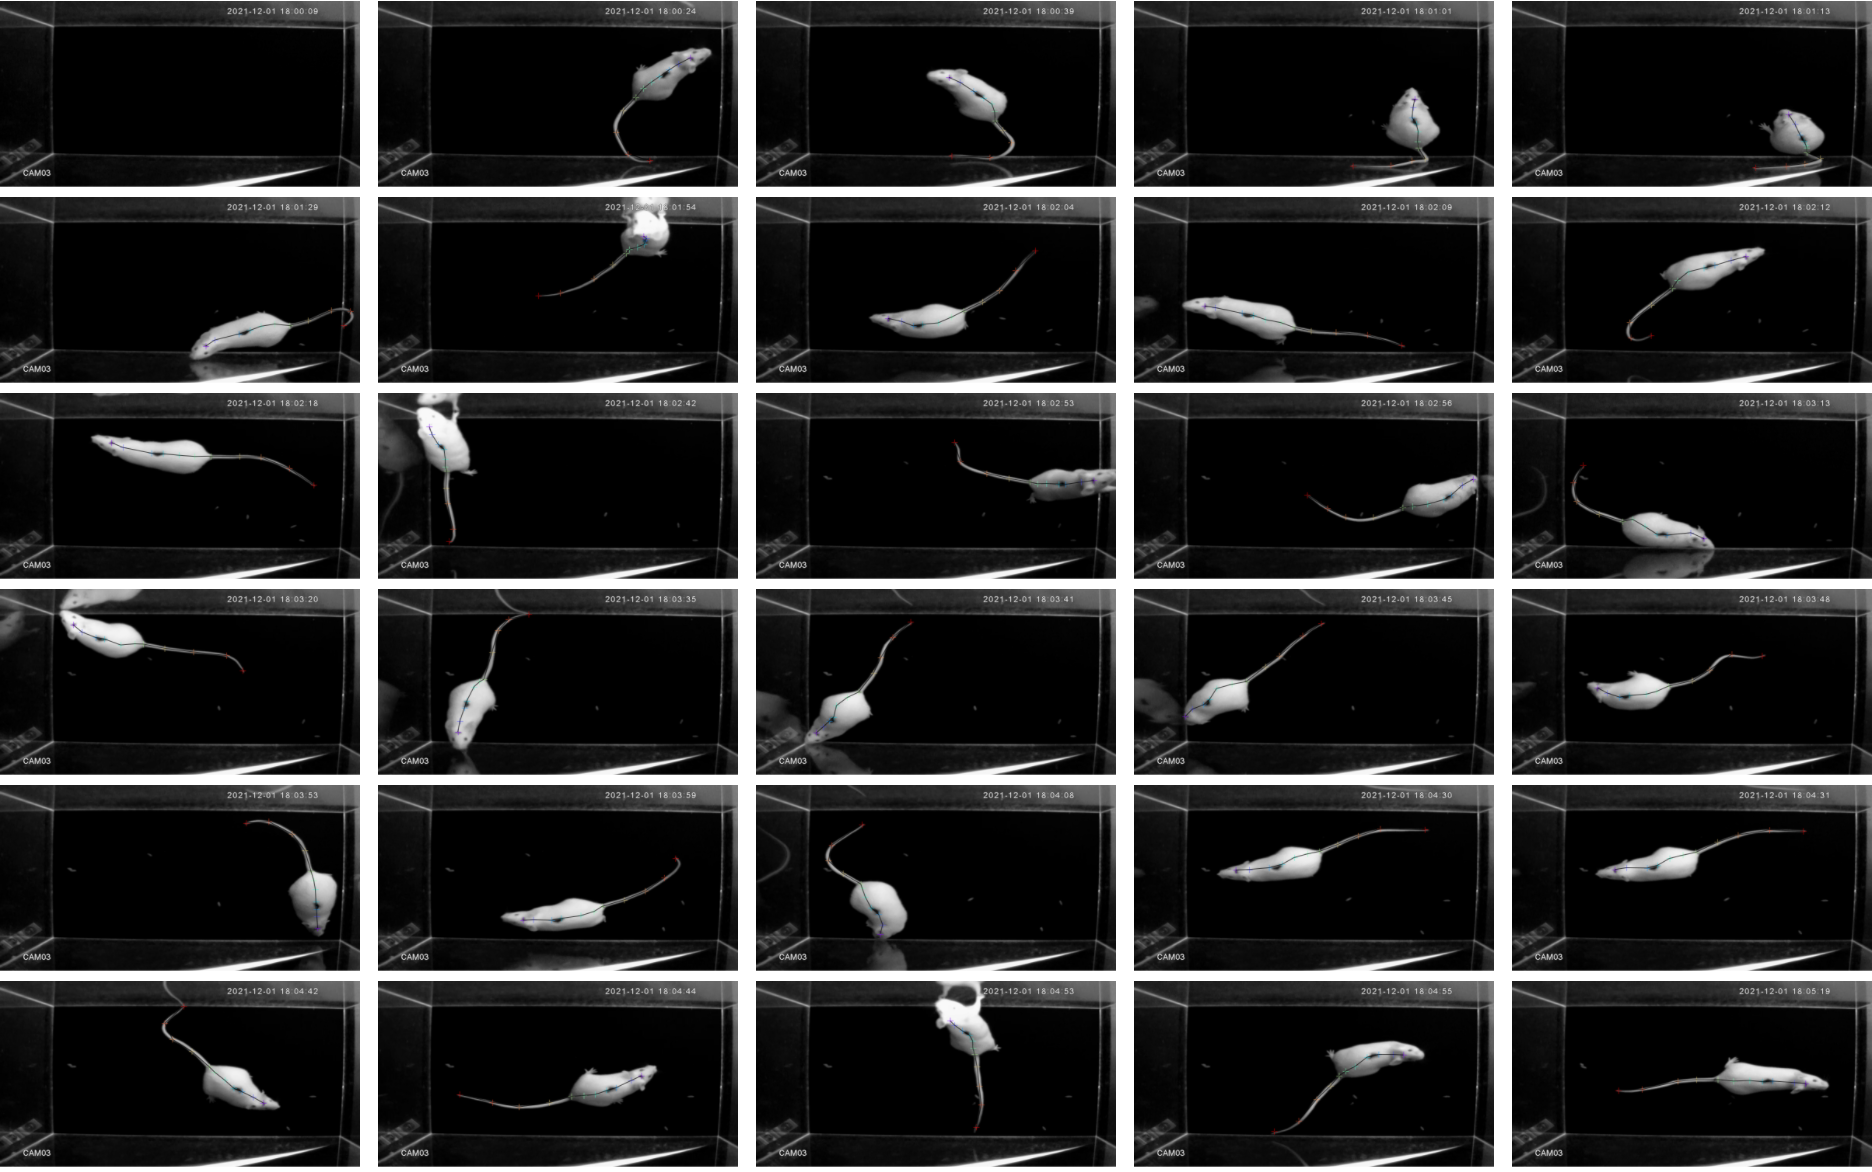 2021-12-01 18:00:09
CAM03
2021-12-01 18:00:24
CAM03
2021-12-01 18:00:39
CAM03
2021-12-01 18:01:01
CAM03
2021-12-01 18:01:13
CAM03
2021-12-01 18:01:29
CAM03
2021-12-01 18:01:54
CAM03
2021-12-01 18:02:04
CAM03
2021-12-01 18:02:09
CAM03
2021-12-01 18:02:12
CAM03
2021-12-01 18:02:18
CAM03
2021-12-01 18:02:42
CAM03
2021-12-01 18:02:53
CAM03
2021-12-01 18:02:56
CAM03
2021-12-01 18:03:13
CAM03
2021-12-01 18:03:20
CAM03
2021-12-01 18:03:35
CAM03
2021-12-01 18:03:41
CAM03
2021-12-01 18:03:45
CAM03
2021-12-01 18:03:48
CAM03
2021-12-01 18:03:53
CAM03
2021-12-01 18:03:59
CAM03
2021-12-01 18:04:08
CAM03
2021-12-01 18:04:30
CAM03
2021-12-01 18:04:31
CAM03
2021-12-01 18:04:42
CAM03
2021-12-01 18:04:44
CAM03
2021-12-01 18:04:53
CAM03
2021-12-01 18:04:55
CAM03
2021-12-01 18:05:19
CAM03